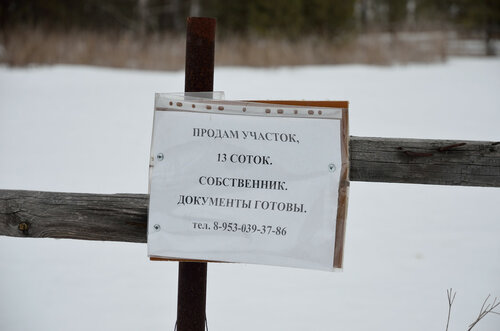 ПРОДАМ УЧАСТОК,
13 СОТОК.
СОБСТВЕННИК.
ДОКУМЕНТЫ ГОТОВЫ.
тел. 8-953-039-37-86